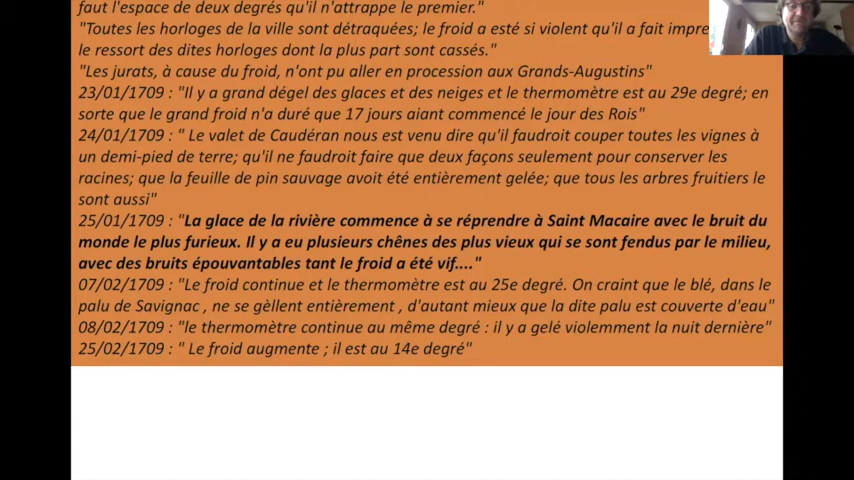 faut l'espace de deux degrés qu'il n'attrappe le premier."
"Toutes les horloges de la ville sont détraquées; le froid a esté si violent qu'il a fait impre
le ressort des dites horloges dont la plus part sont cassés."
"Les jurats, à cause du froid, n'ont pu aller en procession aux Grands-Augustins"
23/01/1709 : "Il y a grand dégel des glaces et des neiges et le thermomètre est au 29e degré; en
sorte que le grand froid n'a duré que 17 jours aiant commencé le jour des Rois"
24/01/1709 : " Le valet de Caudéran nous est venu dire qu'il faudroit couper toutes les vignes à
un demi-pied de terre; qu'il ne faudroit faire que deux façons seulement pour conserver les
racines; que la feuille de pin sauvage avoit été entièrement gelée; que tous les arbres fruitiers le
sont aussi"
25/01/1709 : "La glace de la rivière commence à se réprendre à Saint Macaire avec le bruit du
monde le plus furieux. Il y a eu plusieurs chênes des plus vieux qui se sont fendus par le milieu,
avec des bruits épouvantables tant le froid a été vif...."
07/02/1709 : "Le froid continue et le thermomètre est au 25e degré. On craint que le blé, dans le
palu de Savignac , ne se gèllent entièrement , d'autant mieux que la dite palu est couverte d'eau"
08/02/1709 : "le thermomètre continue au même degré : il y a gelé violemment la nuit dernière"
25/02/1709 : " Le froid augmente ; il est au 14e degré"